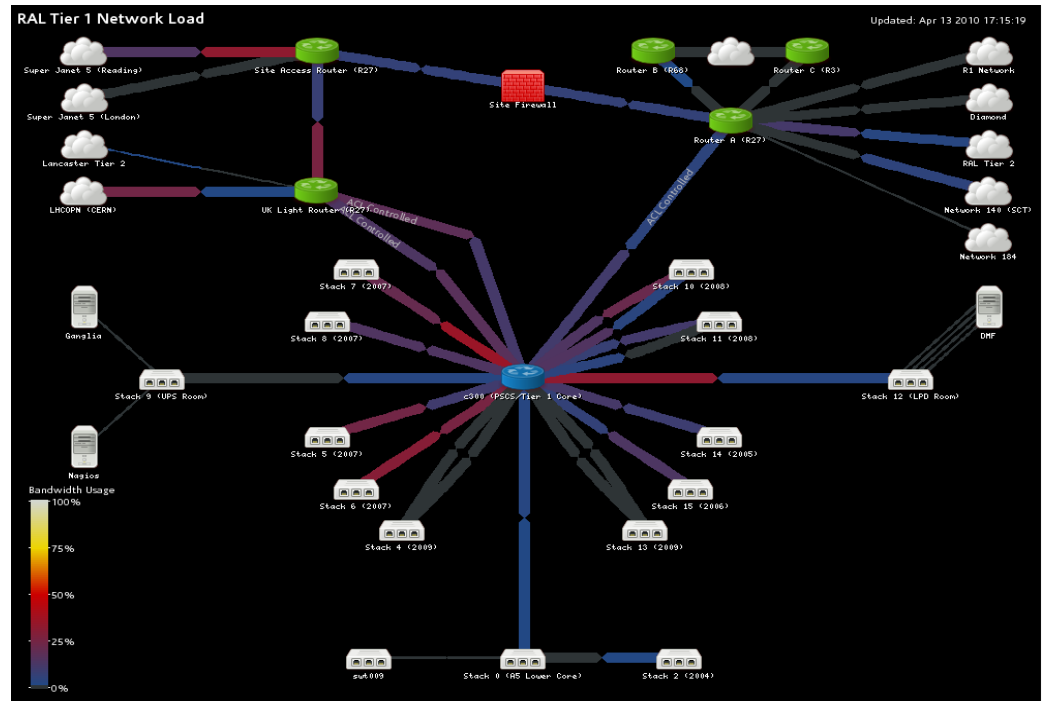 RAL Tier 1 Network Load
Updated: Apr 13 2010 17:15:19
Super Janet 5 (Reading)
Site Access Router (R27)
Router B (R66)
Router C (R3)
R1 Network
Super Janet 5 (London)
Site Firewall
Diamond
Router A (R27)
Lancaster Tier 2
RAL Tier 2
LHCOPN (CERN)
UK Light Router (R27)
ACL Controlled
ACL Controlled
ACL Controlled
Network 140 (SCT)
Network 184
Stack 7 (2007)
Stack 10 (2008)
Ganglia
Stack 8 (2007)
Stack 11 (2008)
DMF
Stack 9 (UPS Room)
c300 (PSCS/Tier 1 Core)
Stack 12 (LPD Room)
Stack 5 (2007)
Stack 14 (2005)
Nagios
Stack 6 (2007)
Stack 15 (2006)
Stack 4 (2009)
Stack 13 (2009)
Bandwidth Usage
100%
75%
50%
25%
0%
swt009
Stack 0 (A5 Lower Core)
Stack 2 (2004)